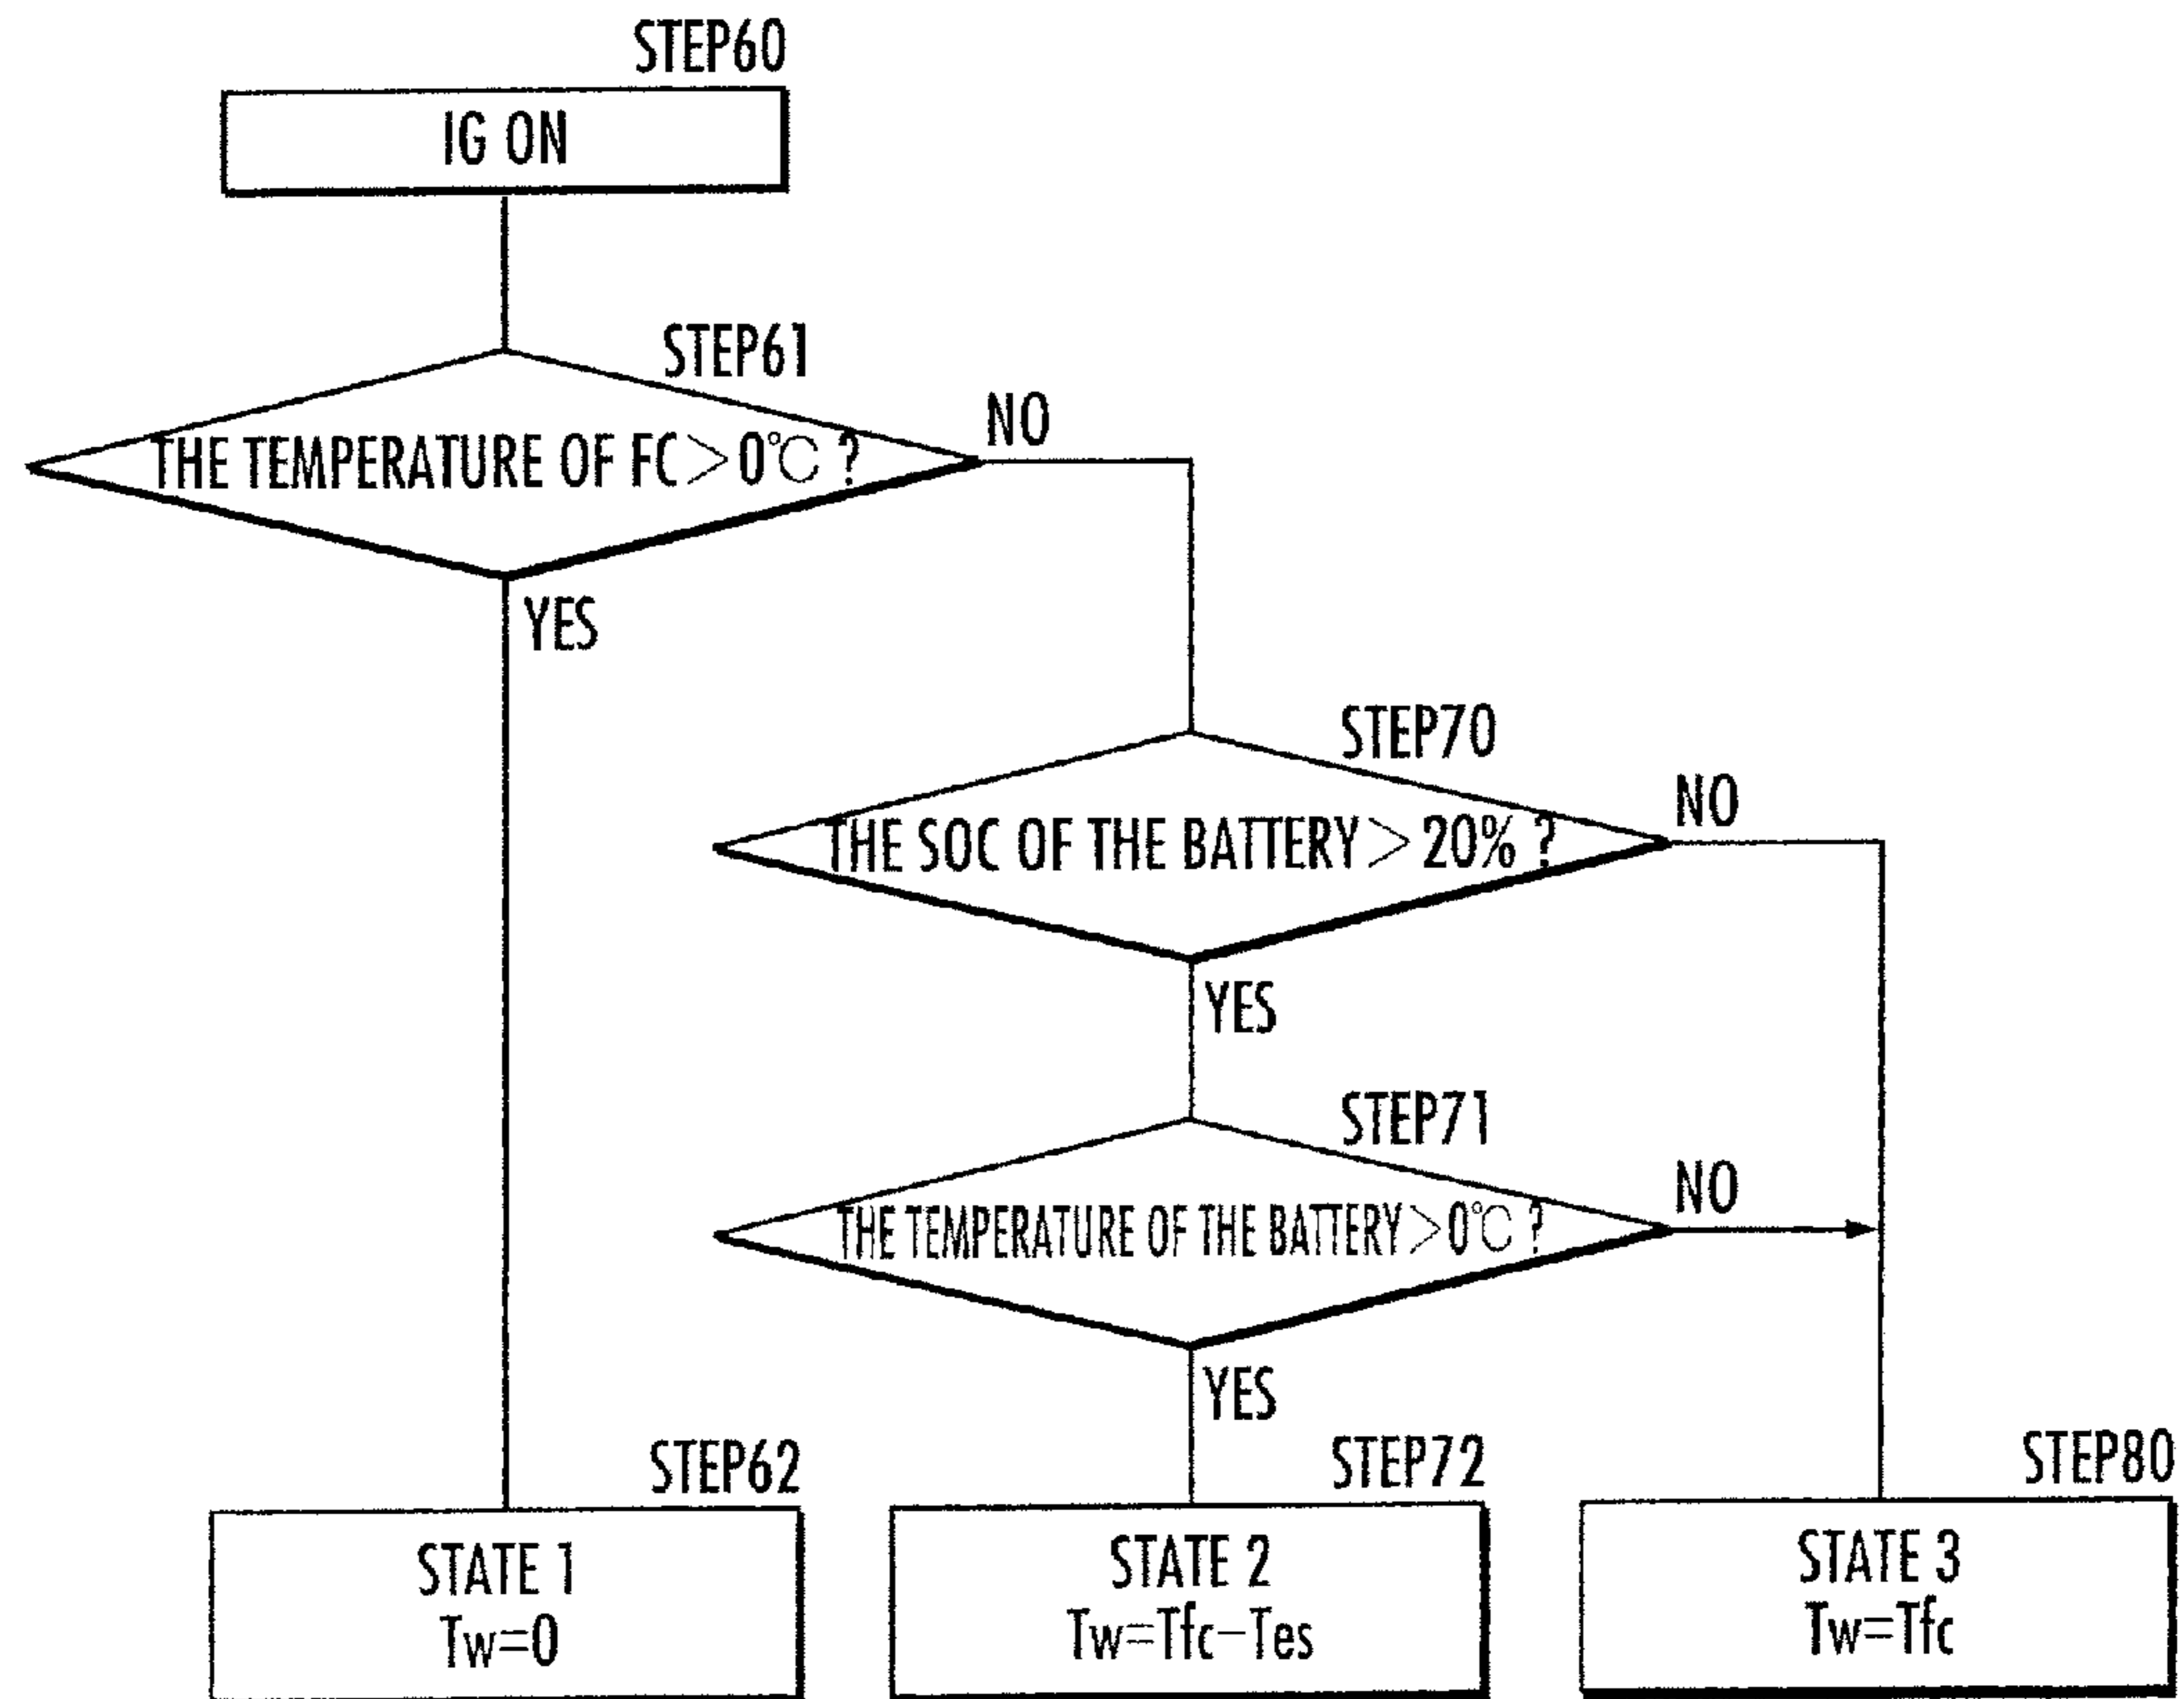 STEP60
IG ON
STEP61
THE TEMPERATURE OF FC>0℃ ?
NO
YES
STEP70
THE SOC OF THE BATTERY>20% ?
NO
YES
STEP71
THE TEMPERATURE OF THE BATTERY>0℃ ?
NO
YES
STEP62
STATE 1
Tw=0
STEP72
STATE 2
Tw=Tfc-Tes
STEP80
STATE 3
Tw=Tfc